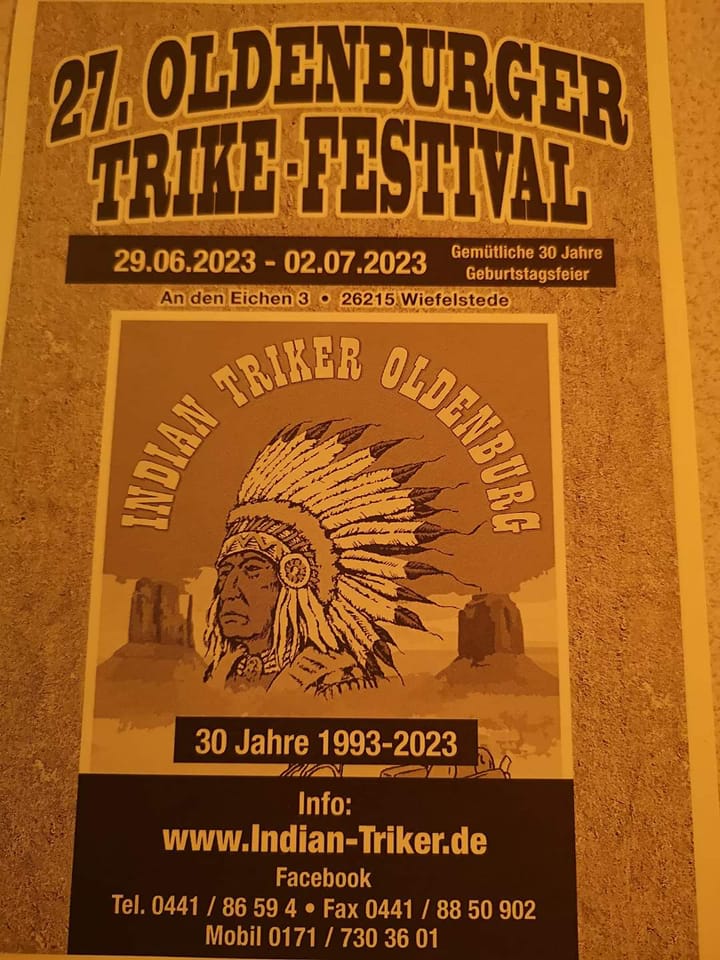 27. OLDENBURGER
TRIKE-FESTIVAL
29.06.2023 - 02.07.2023
Gemütliche 30 Jahre
Geburtstagsfeier
An den Eichen 3 • 26215 Wiefelstede
INDIAN TRIKER OLDENBURG
30 Jahre 1993-2023
Info:
www.Indian-Triker.de
Facebook
Tel. 0441 / 86 59 4 • Fax 0441 / 88 50 902
Mobil 0171 / 730 36 01